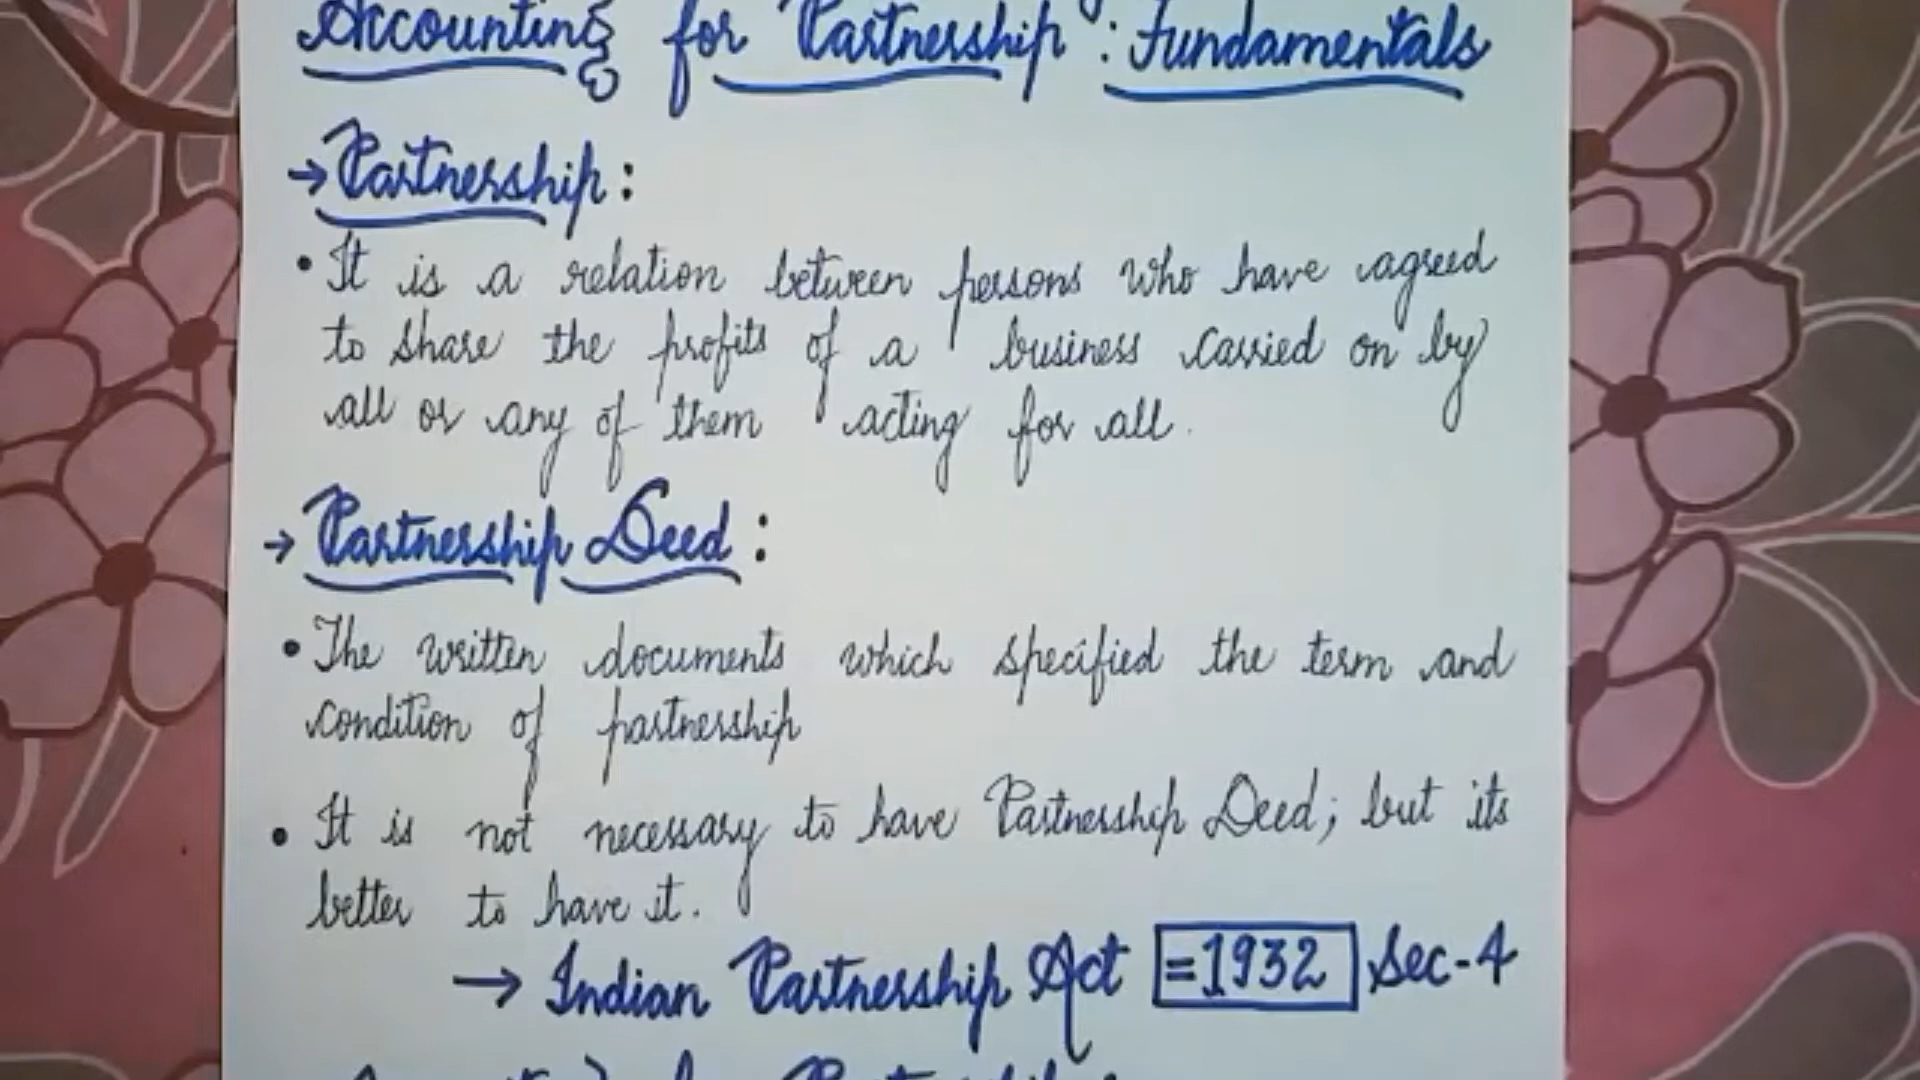 Accounting for Partnership : Fundamentals
→ Partnership :
• It is a relation between persons who have agreed
to share the profits of a business carried on by
all or any of them acting for all.
→ Partnership Deed :
• The written documents which specified the term and
condition of partnership
• It is not necessary to have Partnership Deed; but its
better to have it.
→ Indian Partnership Act =1932 Sec-4